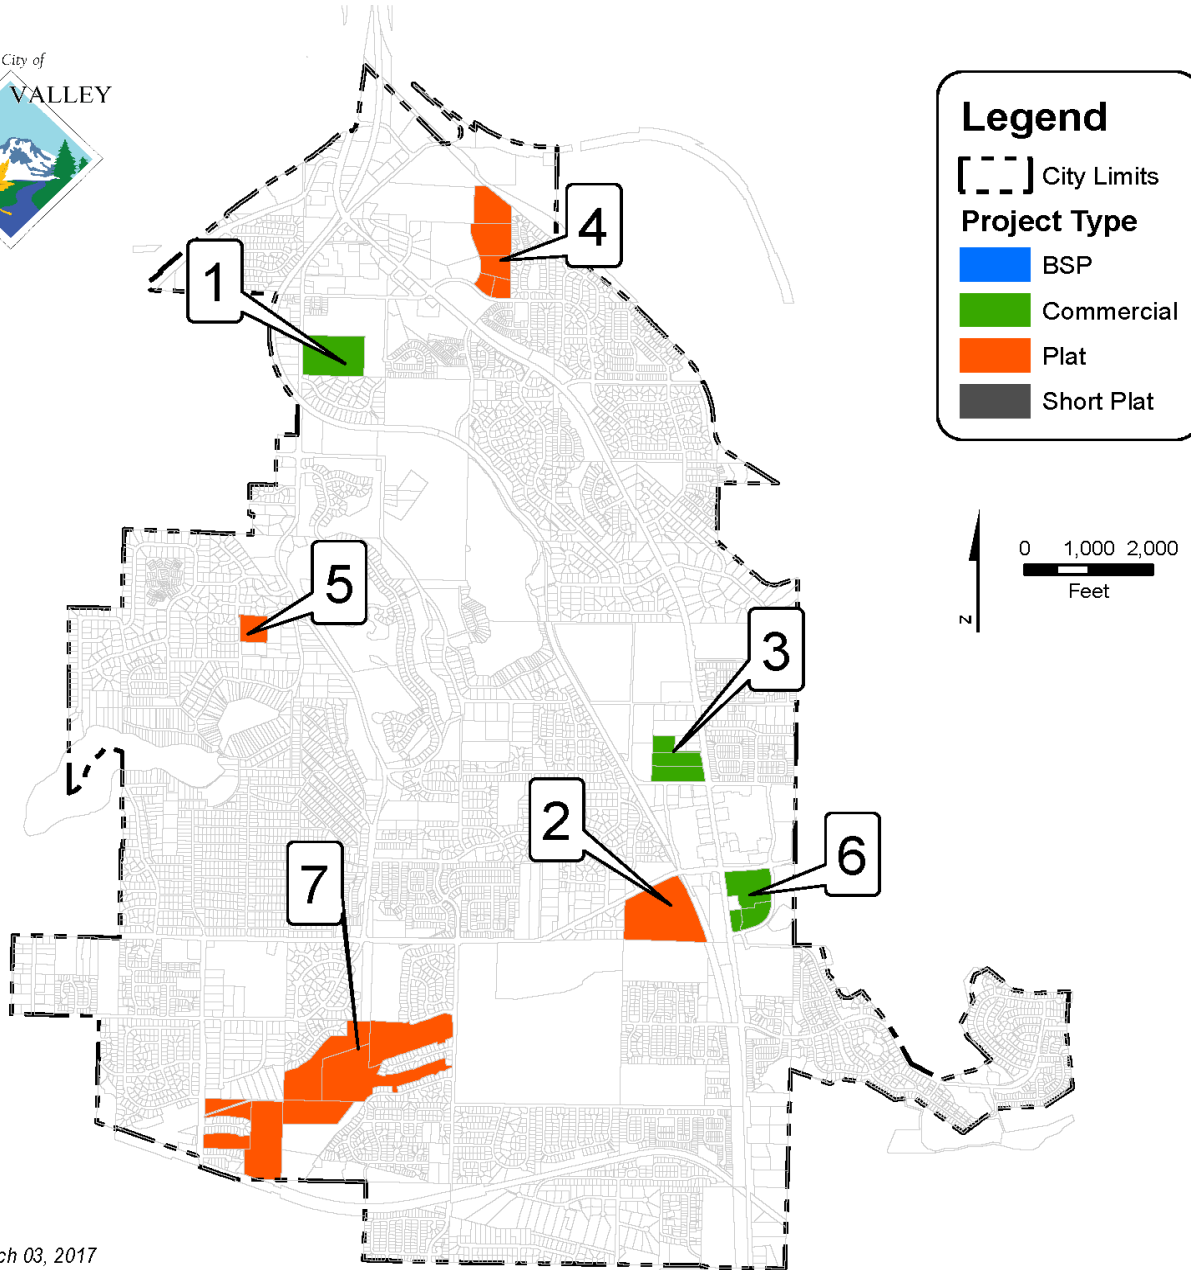 City of
VALLEY
Legend
City Limits
Project Type
BSP
Commercial
Plat
Short Plat
4
1
5
3
2
6
7
0 1,000 2,000
Feet
N
ch 03, 2017